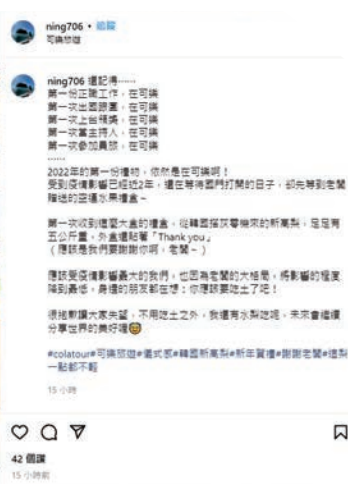 ning706 • 追蹤
可樂旅遊
ning706 還記得……
第一份正職工作，在可樂
第一次出國跟團，在可樂
第一次上台領獎，在可樂
第一次當主持人，在可樂
第一次參加員旅，在可樂
……
2022年的第一份禮物，依然是在可樂啊！
受到疫情影響已經近2年，還在等待國門打開的日子，卻先等到老闆
贈送的空運水果禮盒~
第一次收到這麼大盒的禮盒，從韓國搭灰零機來的新高梨，足足有
五公斤重，外盒還貼著「Thank you」
（應該是我們要謝謝你啊，老闆~）
應該受疫情影響最大的我們，也因為老闆的大格局，將影響的程度
降到最低，身邊的朋友都在想：你應該要吃土了吧！
很抱歉讓大家失望，不用吃土之外，我還有水梨吃呢，未來會繼續
分享世界的美好喔
#colatour#可樂旅遊#儀式感#韓國新高梨#新年賀禮#謝謝老闆#這梨
一點都不輕
15 小時
42 個讚
15 小時前